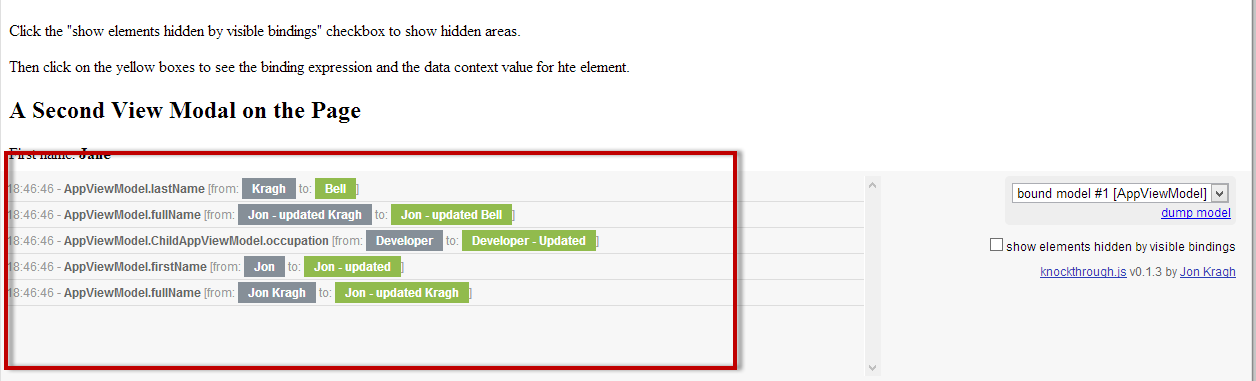 Click the "show elements hidden by visible bindings" checkbox to show hidden areas.
Then click on the yellow boxes to see the binding expression and the data context value for hte element.
A Second View Modal on the Page
First name: Jane
18:46:46 - AppViewModel.lastName [from: Kragh to: Bell]
18:46:46 - AppViewModel.fullName [from: Jon - updated Kragh to: Jon - updated Bell]
18:46:46 - AppViewModel.ChildAppViewModel.occupation [from: Developer to: Developer - Updated]
18:46:46 - AppViewModel.firstName [from: Jon to: Jon - updated]
18:46:46 - AppViewModel.fullName [from: Jon Kragh to: Jon - updated Kragh]
bound model #1 [AppViewModel]
dump model
show elements hidden by visible bindings
knockthrough.js v0.1.3 by Jon Kragh